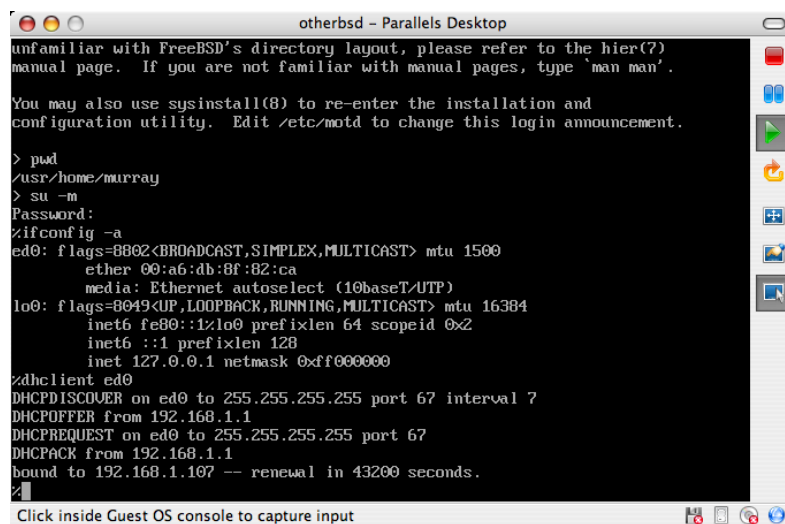 otherbsd – Parallels Desktop
unfamiliar with FreeBSD's directory layout, please refer to the hier(7)
manual page.  If you are not familiar with manual pages, type `man man'.
You may also use sysinstall(8) to re-enter the installation and
configuration utility.  Edit /etc/motd to change this login announcement.
> pwd
/usr/home/murray
> su -m
Password:
%ifconfig -a
ed0: flags=8802<BROADCAST,SIMPLEX,MULTICAST> mtu 1500
        ether 00:a6:db:8f:82:ca
        media: Ethernet autoselect (10baseT/UTP)
lo0: flags=8049<UP,LOOPBACK,RUNNING,MULTICAST> mtu 16384
        inet6 fe80::1%lo0 prefixlen 64 scopeid 0x2
        inet6 ::1 prefixlen 128
        inet 127.0.0.1 netmask 0xff000000
%dhclient ed0
DHCPDISCOVER on ed0 to 255.255.255.255 port 67 interval 7
DHCPOFFER from 192.168.1.1
DHCPREQUEST on ed0 to 255.255.255.255 port 67
DHCPACK from 192.168.1.1
bound to 192.168.1.107 -- renewal in 43200 seconds.
%
Click inside Guest OS console to capture input